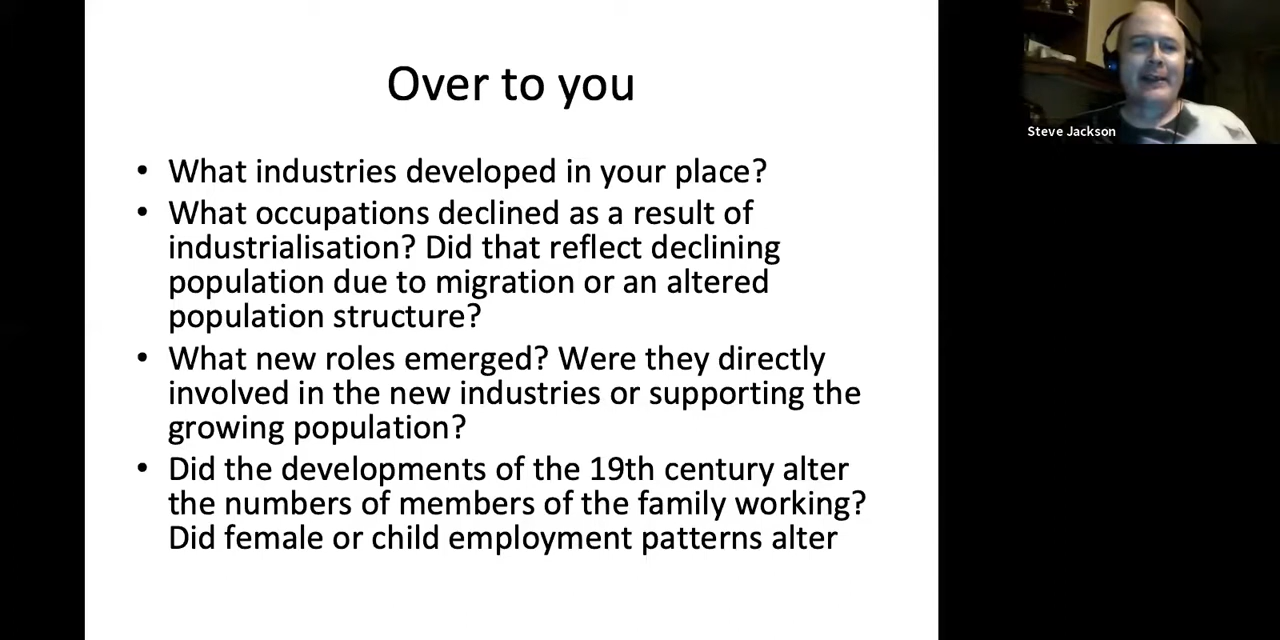 Over to you
• What industries developed in your place?
• What occupations declined as a result of
industrialisation? Did that reflect declining
population due to migration or an altered
population structure?
• What new roles emerged? Were they directly
involved in the new industries or supporting the
growing population?
• Did the developments of the 19th century alter
the numbers of members of the family working?
Did female or child employment patterns alter
Steve Jackson